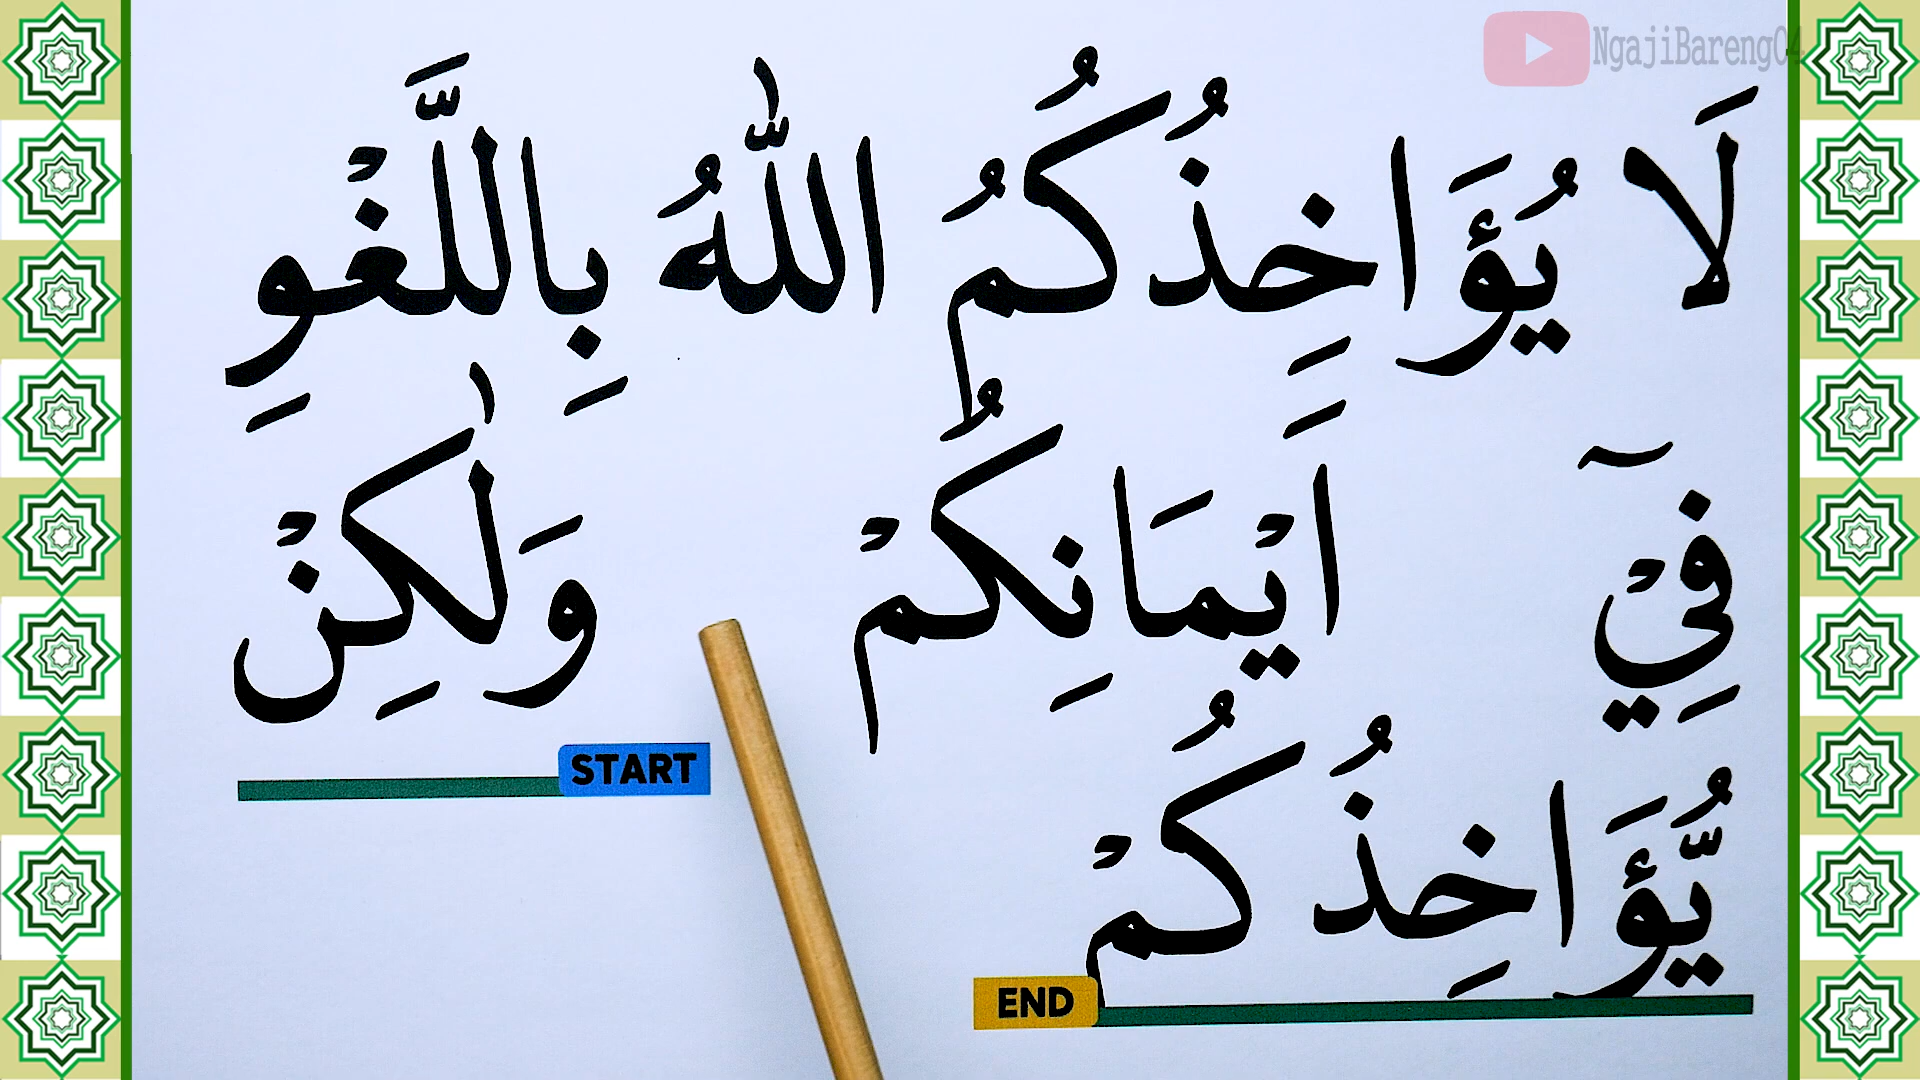 NgajiBareng04
لَا يُؤَاخِذُكُمُ اللّٰهُ بِاللَّغْوِ
فِيْٓ اَيْمَانِكُمْ وَلٰكِنْ
START
يُّؤَاخِذُكُمْ
END